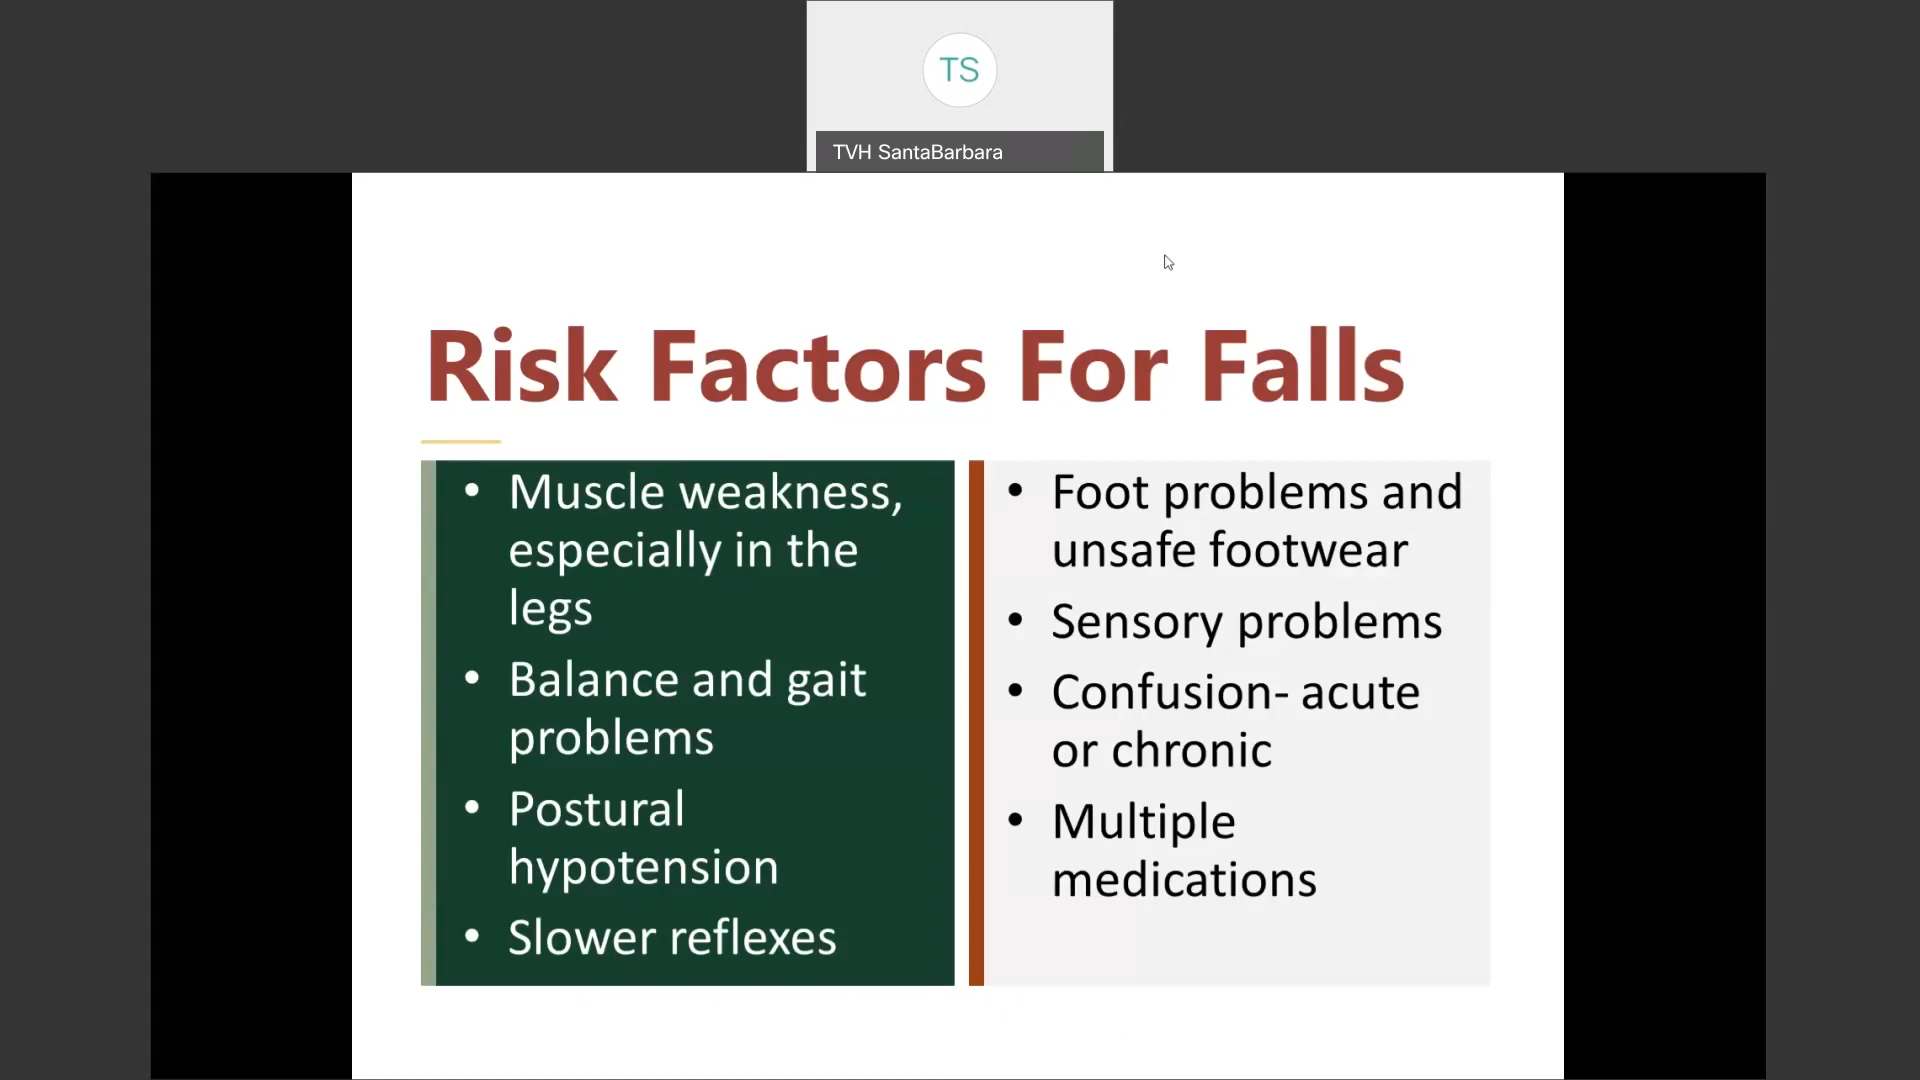 TS
TVH SantaBarbara
Risk Factors For Falls
• Muscle weakness,
especially in the
legs
• Balance and gait
problems
• Postural
hypotension
• Slower reflexes
• Foot problems and
unsafe footwear
• Sensory problems
• Confusion- acute
or chronic
• Multiple
medications